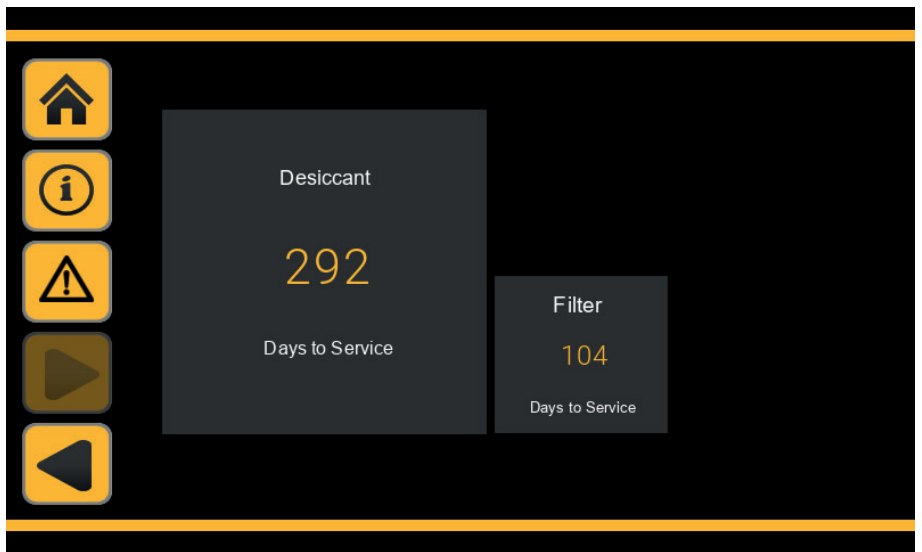 Desiccant
292
Days to Service
Filter
104
Days to Service